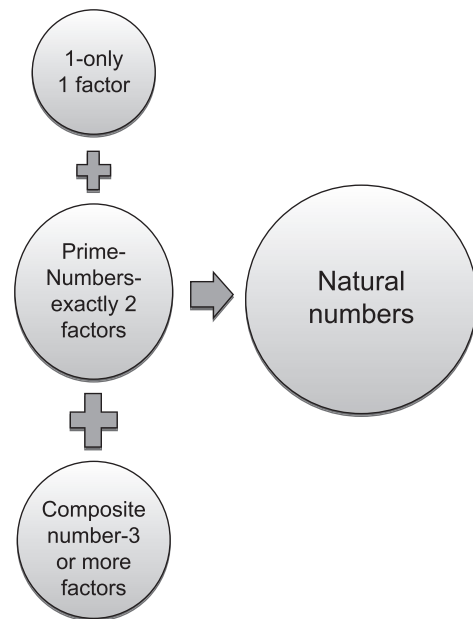 1-only
1 factor
Prime-
Numbers-
exactly 2
factors
Natural
numbers
Composite
number-3
or more
factors